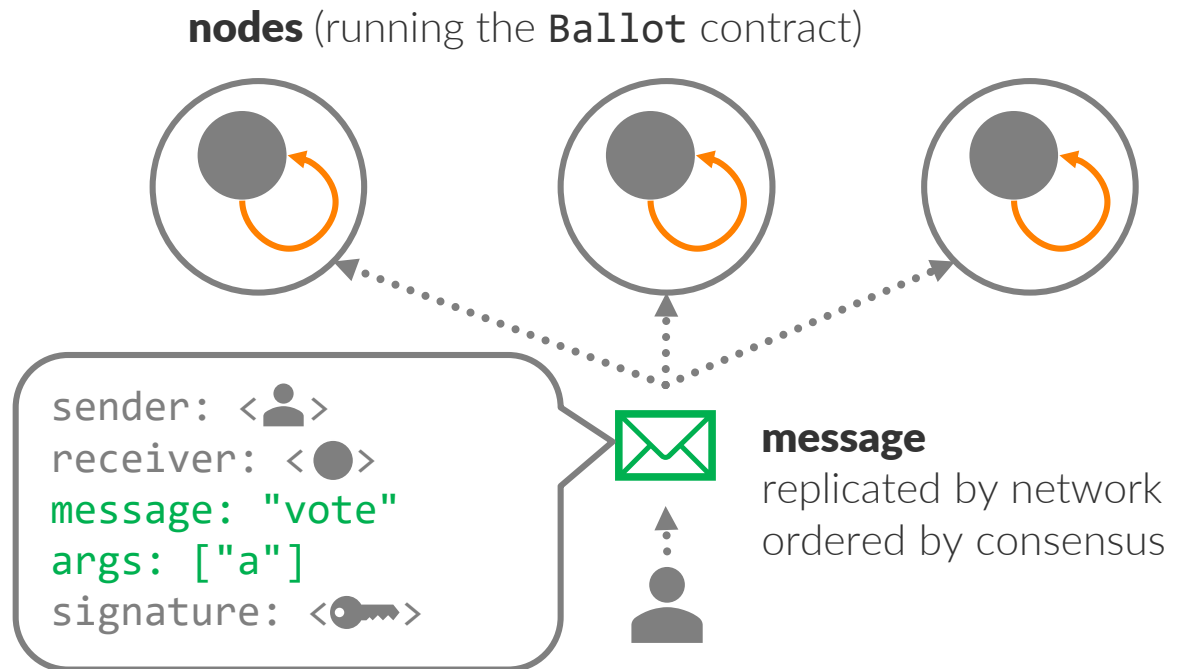 nodes (running the Ballot contract)
sender: < >
receiver: < >
message: "vote"
args: ["a"]
signature: < >
message
replicated by network
ordered by consensus